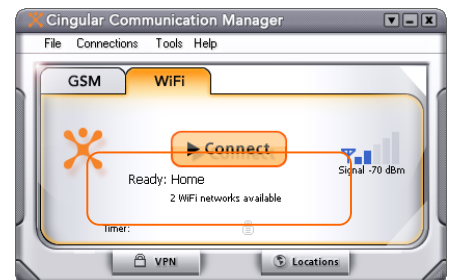 Cingular Communication Manager
File Connections Tools Help
GSM WiFi
Connect
Signal -70 dBm
Ready: Home
2 WiFi networks available
Timer:
VPN Locations